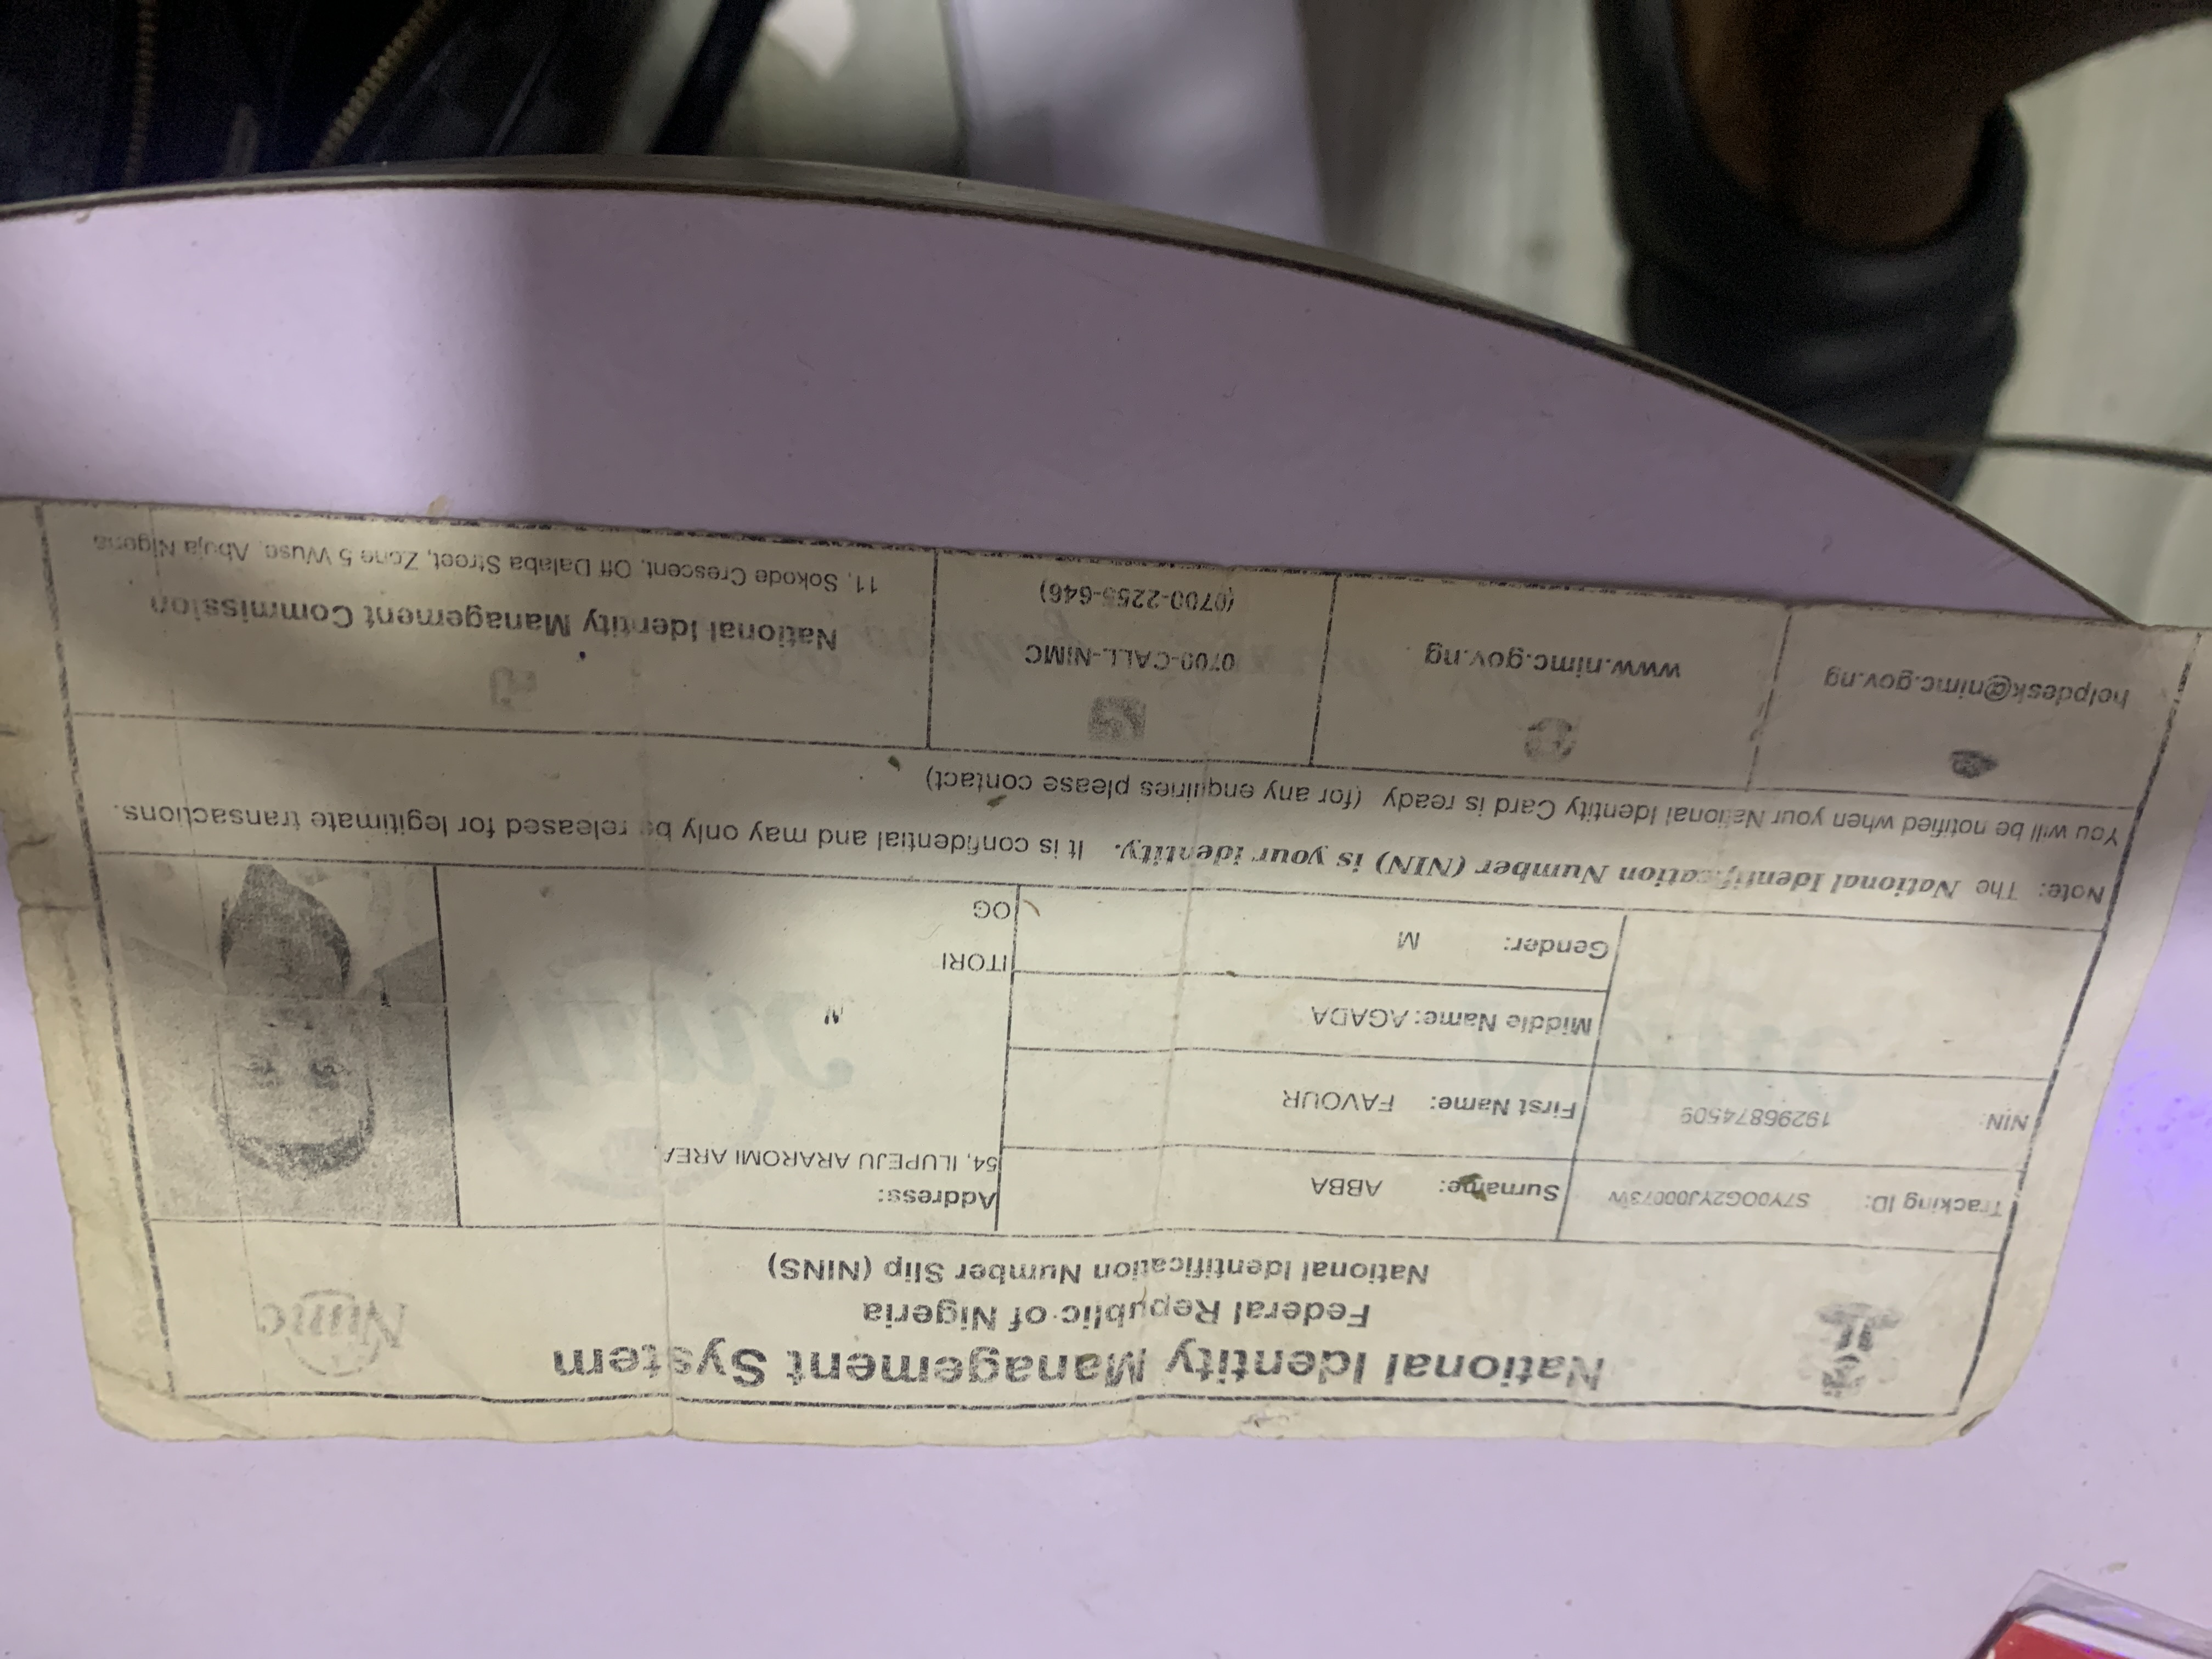 National Identity Management System
Federal Republic of Nigeria
National Identification Number Slip (NINS)
nimc
Tracking ID: S7Y0OG2YJ00073W
Surname: ABBA
Address:
54, ILUPEJU ARAROMI AREA,
NIN: 19296874509
First Name: FAVOUR
Middle Name: AGADA
Gender: M
ITORI
OG
Note: The National Identification Number (NIN) is your identity. It is confidential and may only be released for legitimate transactions.
You will be notified when your National Identity Card is ready (for any enquiries please contact)
helpdesk@nimc.gov.ng
www.nimc.gov.ng
0700-CALL-NIMC
(0700-2255-646)
National Identity Management Commission
11, Sokode Crescent, Off Dalaba Street, Zone 5 Wuse, Abuja Nigeria